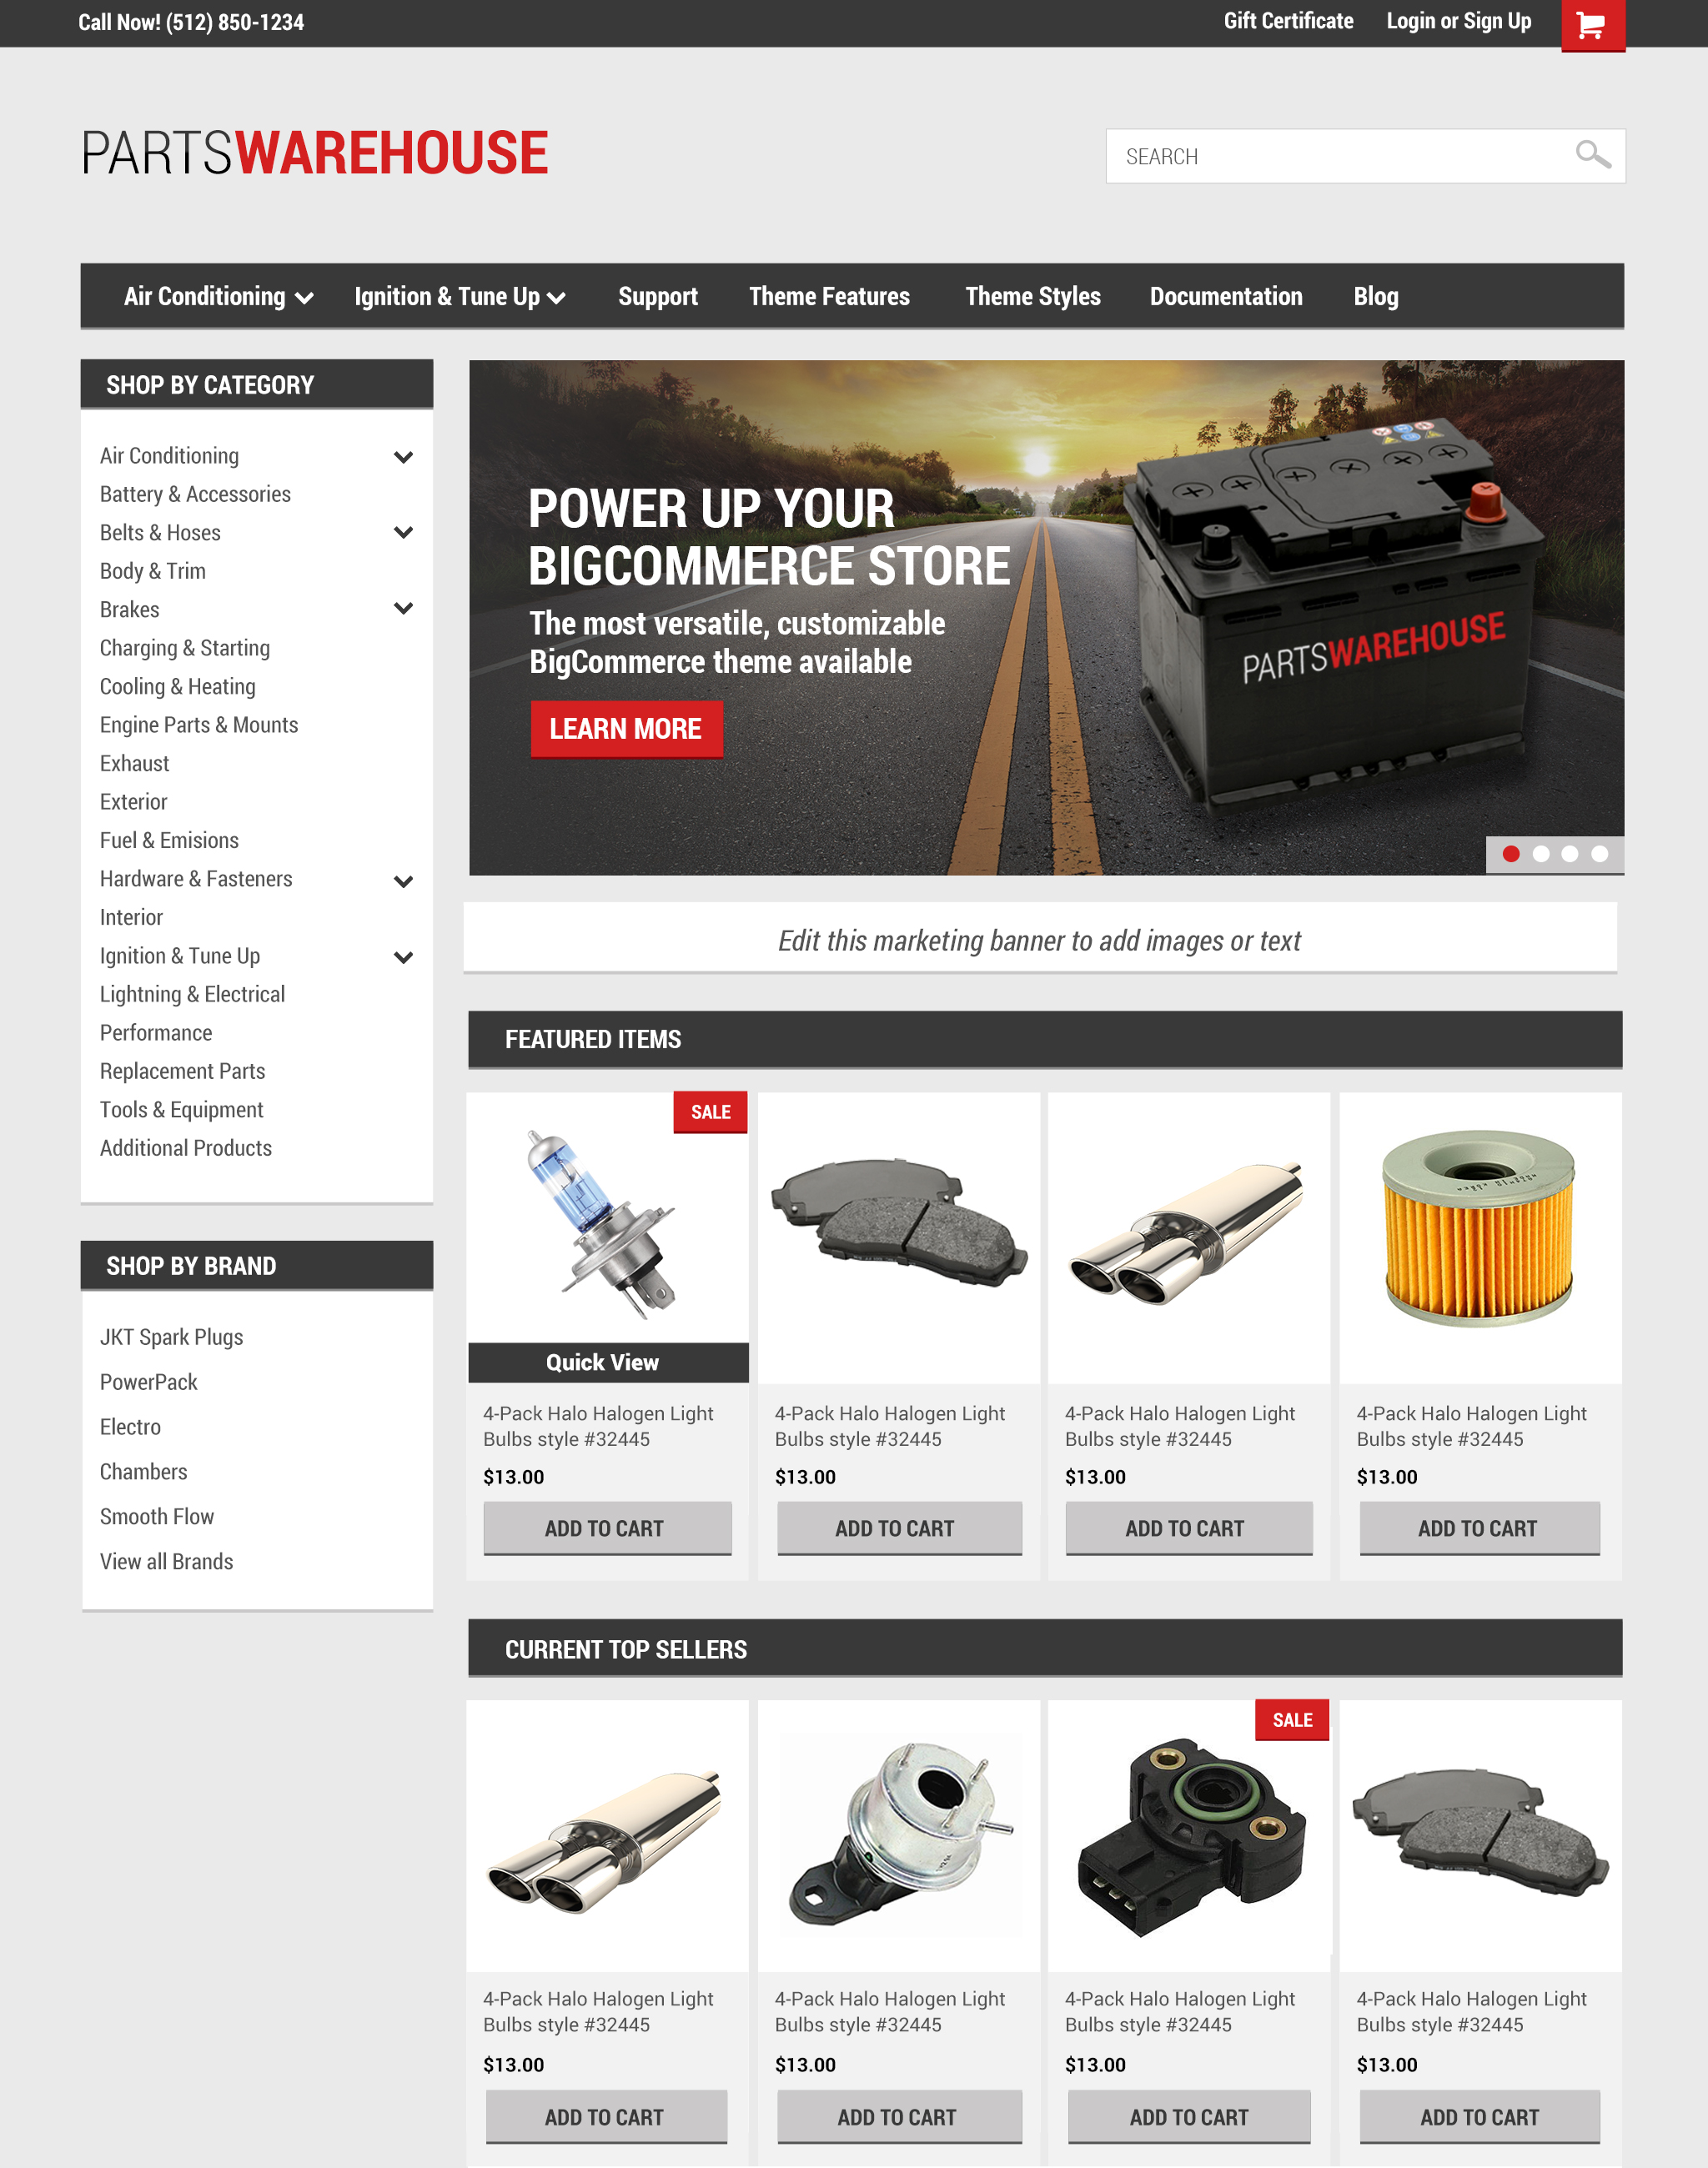 Call Now! (512) 850-1234
Gift Certificate
Login or Sign Up
PARTSWAREHOUSE
SEARCH
Air Conditioning
Ignition & Tune Up
Support
Theme Features
Theme Styles
Documentation
Blog
SHOP BY CATEGORY
Air Conditioning
Battery & Accessories
Belts & Hoses
Body & Trim
Brakes
Charging & Starting
Cooling & Heating
Engine Parts & Mounts
Exhaust
Exterior
Fuel & Emisions
Hardware & Fasteners
Interior
Ignition & Tune Up
Lightning & Electrical
Performance
Replacement Parts
Tools & Equipment
Additional Products
SHOP BY BRAND
JKT Spark Plugs
PowerPack
Electro
Chambers
Smooth Flow
View all Brands
POWER UP YOUR
BIGCOMMERCE STORE
The most versatile, customizable
BigCommerce theme available
LEARN MORE
PARTSWAREHOUSE
Edit this marketing banner to add images or text
FEATURED ITEMS
SALE
Quick View
4-Pack Halo Halogen Light
Bulbs style #32445
$13.00
ADD TO CART
4-Pack Halo Halogen Light
Bulbs style #32445
$13.00
ADD TO CART
4-Pack Halo Halogen Light
Bulbs style #32445
$13.00
ADD TO CART
4-Pack Halo Halogen Light
Bulbs style #32445
$13.00
ADD TO CART
CURRENT TOP SELLERS
4-Pack Halo Halogen Light
Bulbs style #32445
$13.00
ADD TO CART
4-Pack Halo Halogen Light
Bulbs style #32445
$13.00
ADD TO CART
SALE
4-Pack Halo Halogen Light
Bulbs style #32445
$13.00
ADD TO CART
4-Pack Halo Halogen Light
Bulbs style #32445
$13.00
ADD TO CART